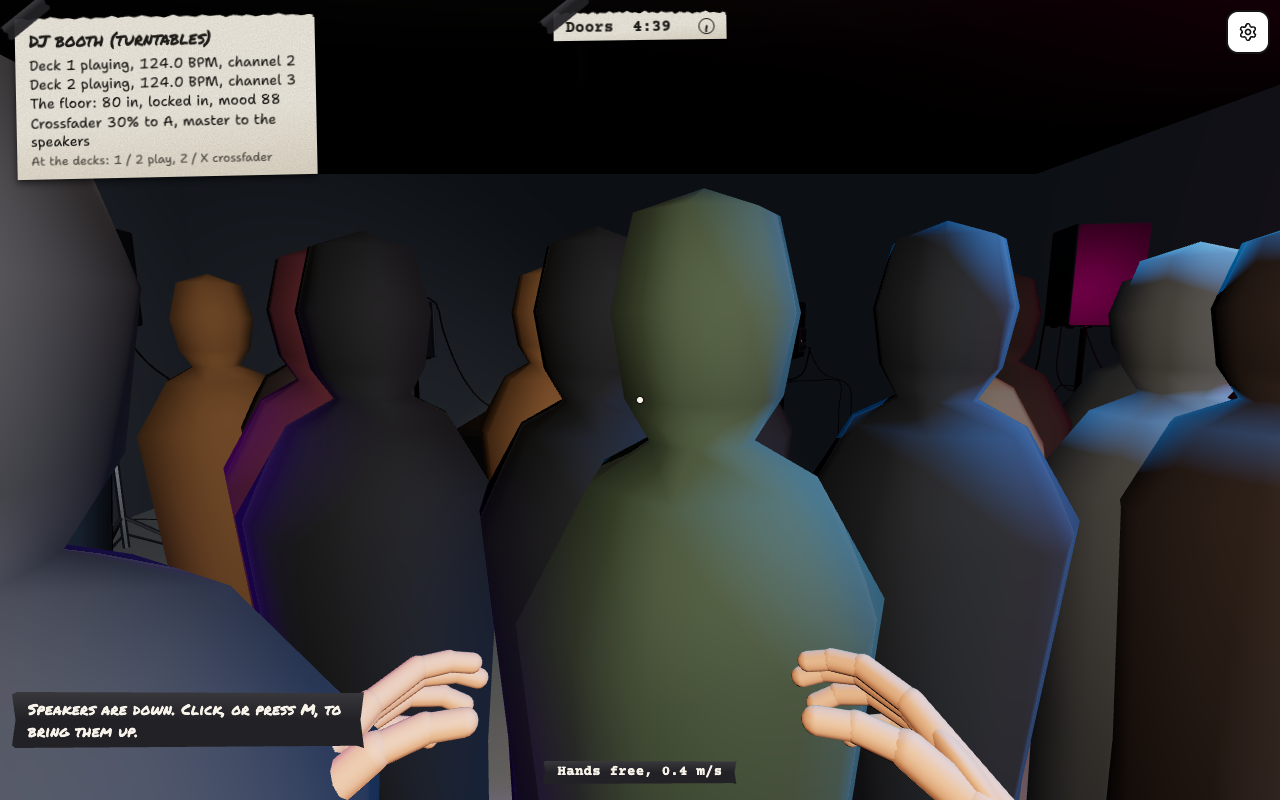 DJ BOOTH (TURNTABLES)
Deck 1 playing, 124.0 BPM, channel 2
Deck 2 playing, 124.0 BPM, channel 3
The floor: 80 in, locked in, mood 88
Crossfader 30% to A, master to the
speakers
At the decks: 1 / 2 play, Z / X crossfader
Doors 4:39
SPEAKERS ARE DOWN. CLICK, OR PRESS M, TO
BRING THEM UP.
Hands free, 0.4 m/s